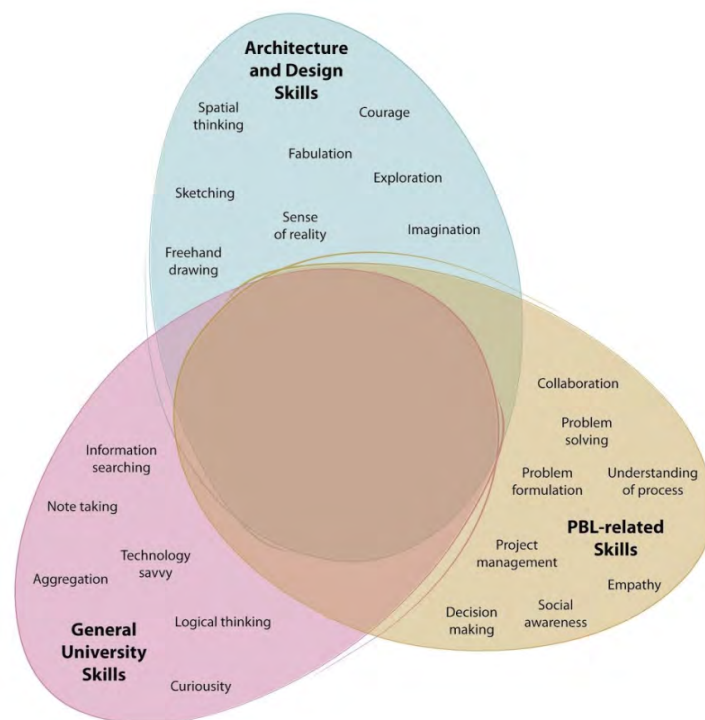 Architecture
and Design
Skills
Spatial
thinking
Courage
Fabulation
Exploration
Sketching
Sense
of reality
Imagination
Freehand
drawing
Collaboration
Problem
solving
Problem
formulation
Understanding
of process
PBL-related
Skills
Project
management
Empathy
Social
awareness
Decision
making
Information
searching
Note taking
Technology
savvy
Aggregation
Logical thinking
General
University
Skills
Curiousity